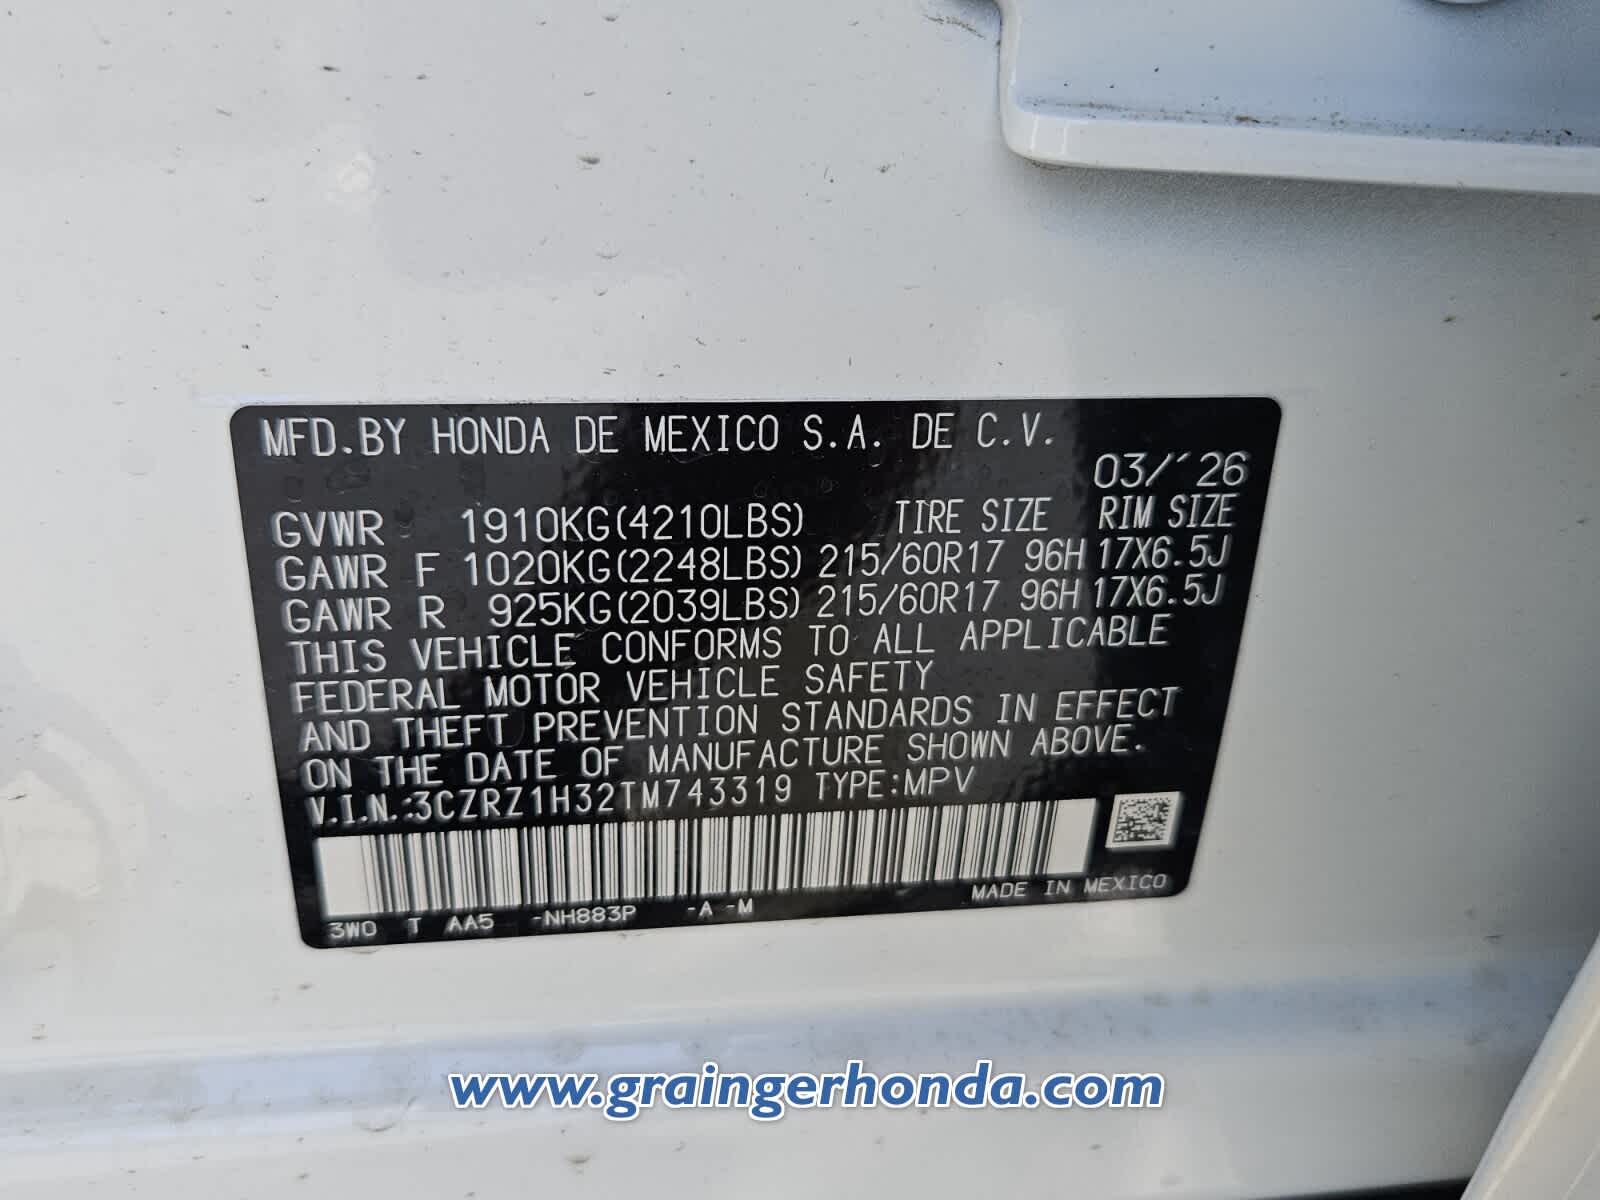 MFD.BY HONDA DE MEXICO S.A. DE C.V.
03/´26
GVWR 1910KG(4210LBS) TIRE SIZE RIM SIZE
GAWR F 1020KG(2248LBS) 215/60R17 96H 17X6.5J
GAWR R 925KG(2039LBS) 215/60R17 96H 17X6.5J
THIS VEHICLE CONFORMS TO ALL APPLICABLE
FEDERAL MOTOR VEHICLE SAFETY
AND THEFT PREVENTION STANDARDS IN EFFECT
ON THE DATE OF MANUFACTURE SHOWN ABOVE.
V.I.N.:3CZRZ1H32TM743319 TYPE:MPV
MADE IN MEXICO
3W0 T AA5 -NH883P -A -M
www.graingerhonda.com